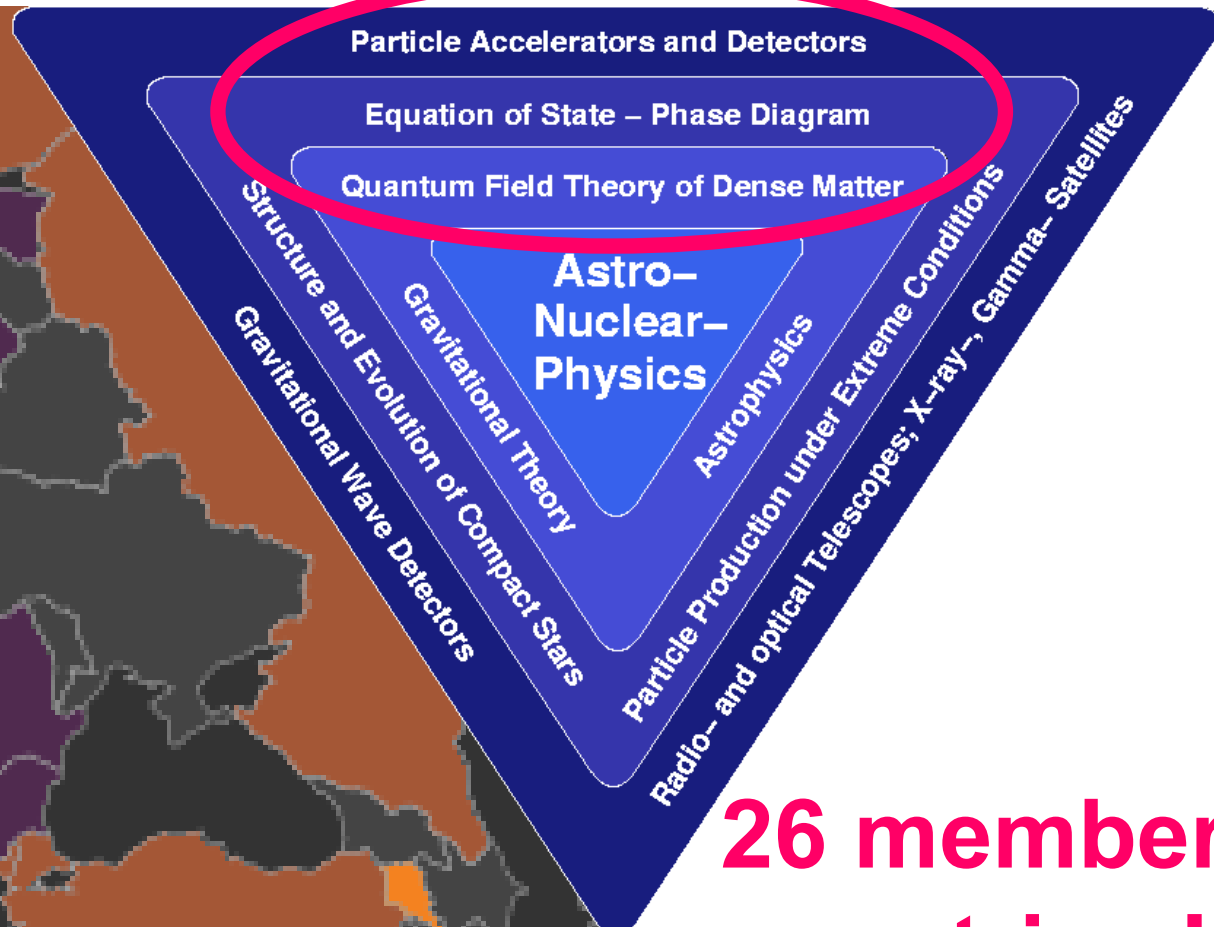 Particle Accelerators and Detectors
Equation of State – Phase Diagram
Quantum Field Theory of Dense Matter
Astro–
Nuclear–
Physics
Gravitational Theory
Astrophysics
Structure and Evolution of Compact Stars
Particle Production under Extreme Conditions
Gravitational Wave Detectors
Radio– and optical Telescopes; X–ray–, Gamma– Satellites
26 member